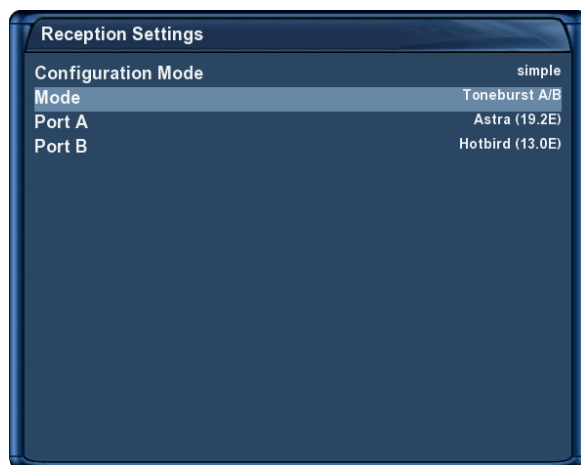 Reception Settings
Configuration Mode simple
Mode Toneburst A/B
Port A Astra (19.2E)
Port B Hotbird (13.0E)